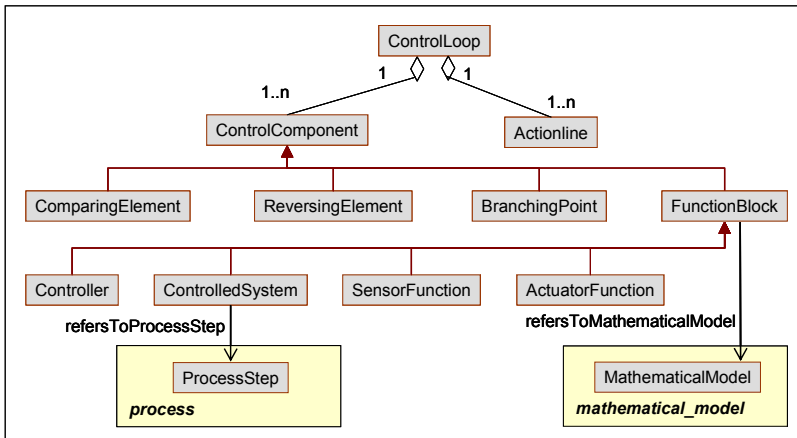 ControlLoop
1
1..n
1..n
ControlComponent
Actionline
ComparingElement
ReversingElement
BranchingPoint
FunctionBlock
Controller
ControlledSystem
SensorFunction
ActuatorFunction
refersToProcessStep
refersToMathematicalModel
ProcessStep
process
MathematicalModel
mathematical_model